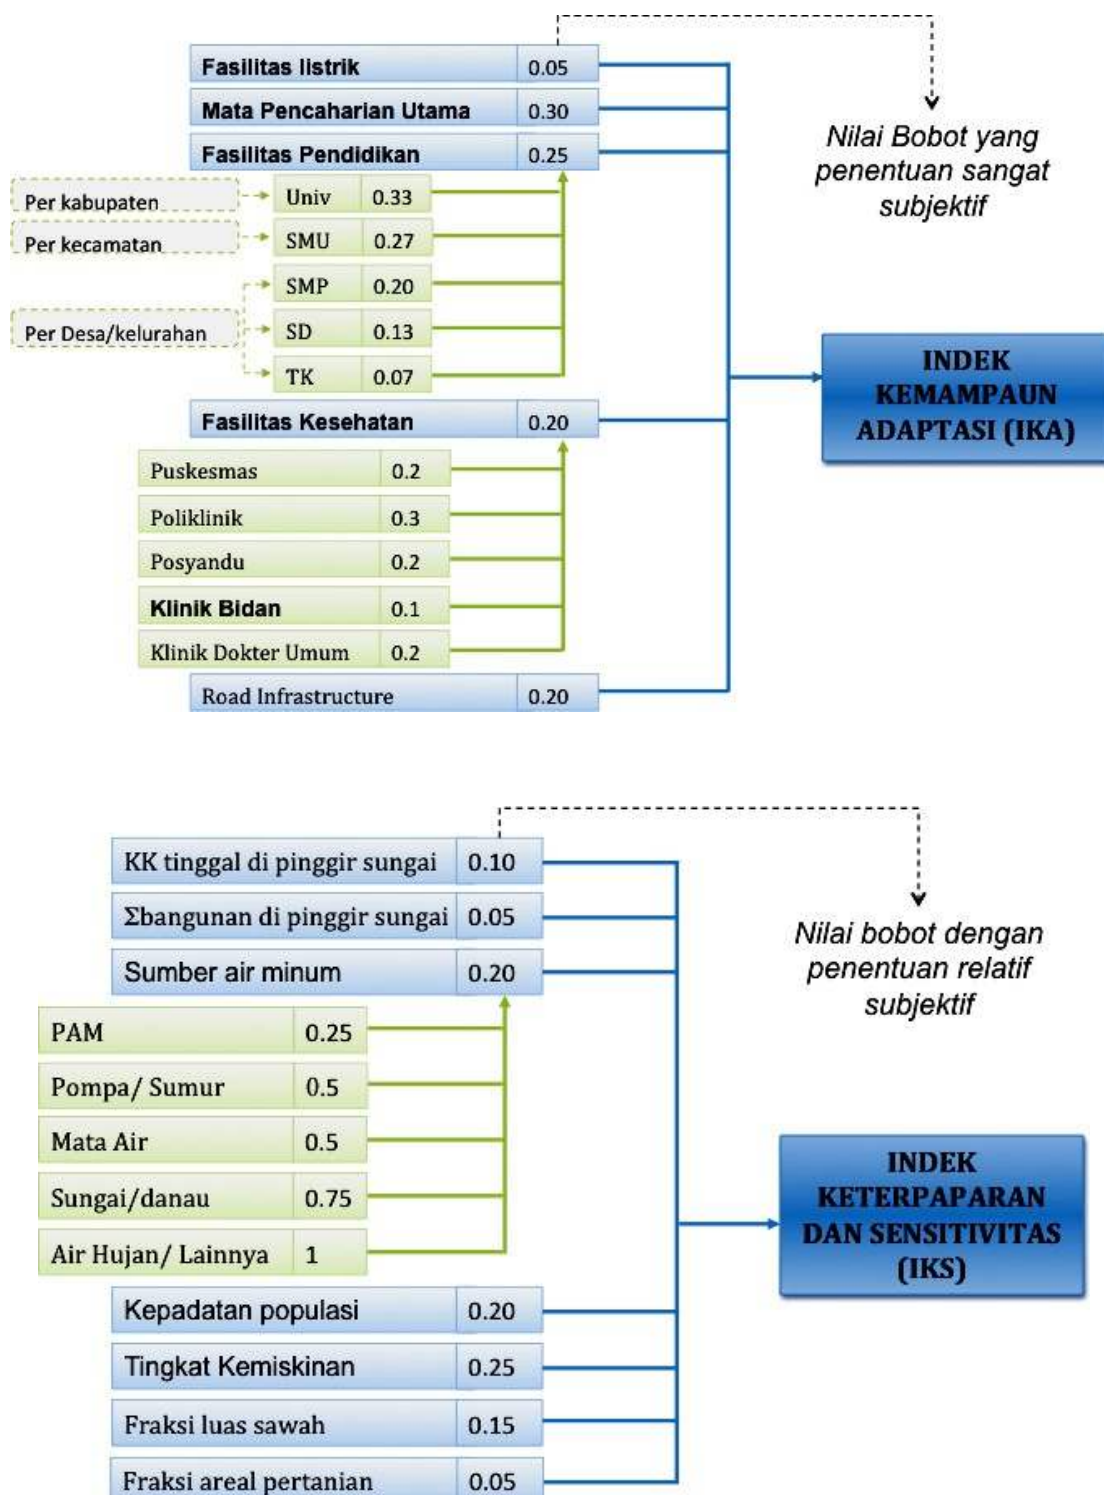 Fasilitas listrik 0.05
Mata Pencaharian Utama 0.30
Fasilitas Pendidikan 0.25
Nilai Bobot yang
penentuan sangat
subjektif
Per kabupaten
Univ 0.33
Per kecamatan
SMU 0.27
SMP 0.20
Per Desa/kelurahan
SD 0.13
TK 0.07
INDEK
KEMAMPAUN
ADAPTASI (IKA)
Fasilitas Kesehatan 0.20
Puskesmas 0.2
Poliklinik 0.3
Posyandu 0.2
Klinik Bidan 0.1
Klinik Dokter Umum 0.2
Road Infrastructure 0.20
KK tinggal di pinggir sungai 0.10
Σbangunan di pinggir sungai 0.05
Sumber air minum 0.20
Nilai bobot dengan
penentuan relatif
subjektif
PAM 0.25
Pompa/ Sumur 0.5
Mata Air 0.5
Sungai/danau 0.75
Air Hujan/ Lainnya 1
INDEK
KETERPAPARAN
DAN SENSITIVITAS
(IKS)
Kepadatan populasi 0.20
Tingkat Kemiskinan 0.25
Fraksi luas sawah 0.15
Fraksi areal pertanian 0.05